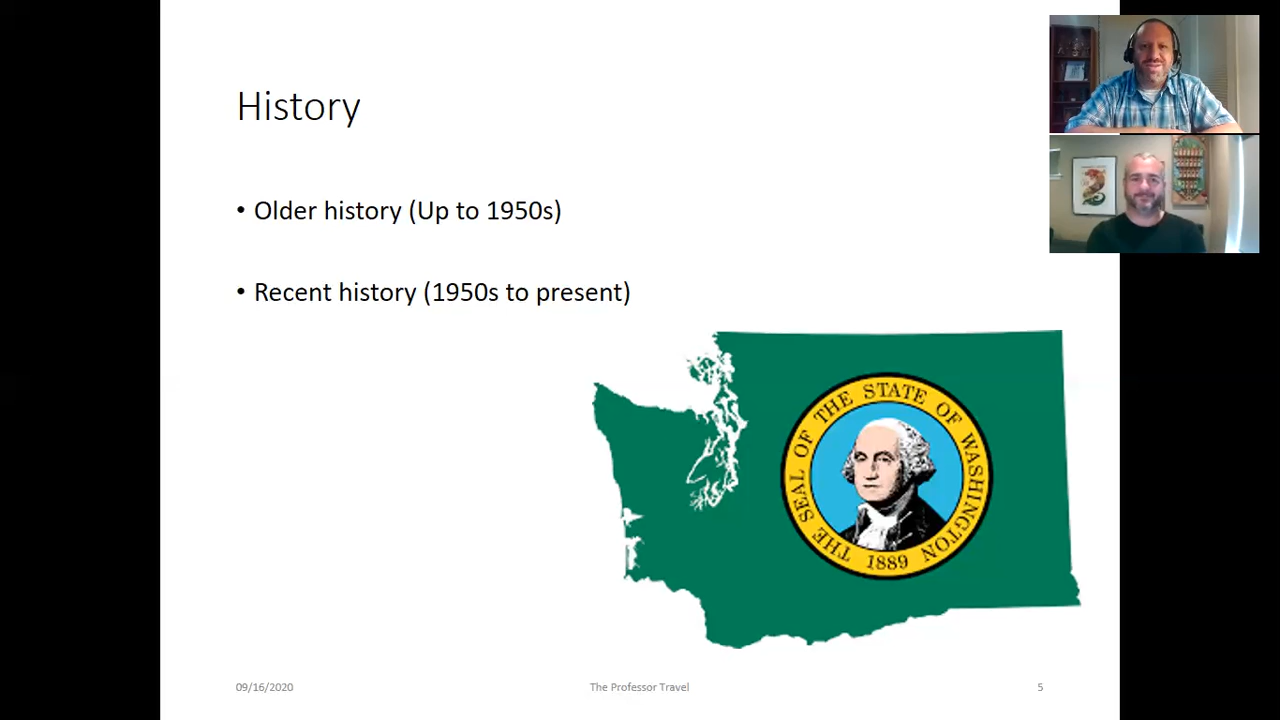 History
• Older history (Up to 1950s)
• Recent history (1950s to present)
THE SEAL OF THE STATE OF WASHINGTON
1889
09/16/2020
The Professor Travel
5